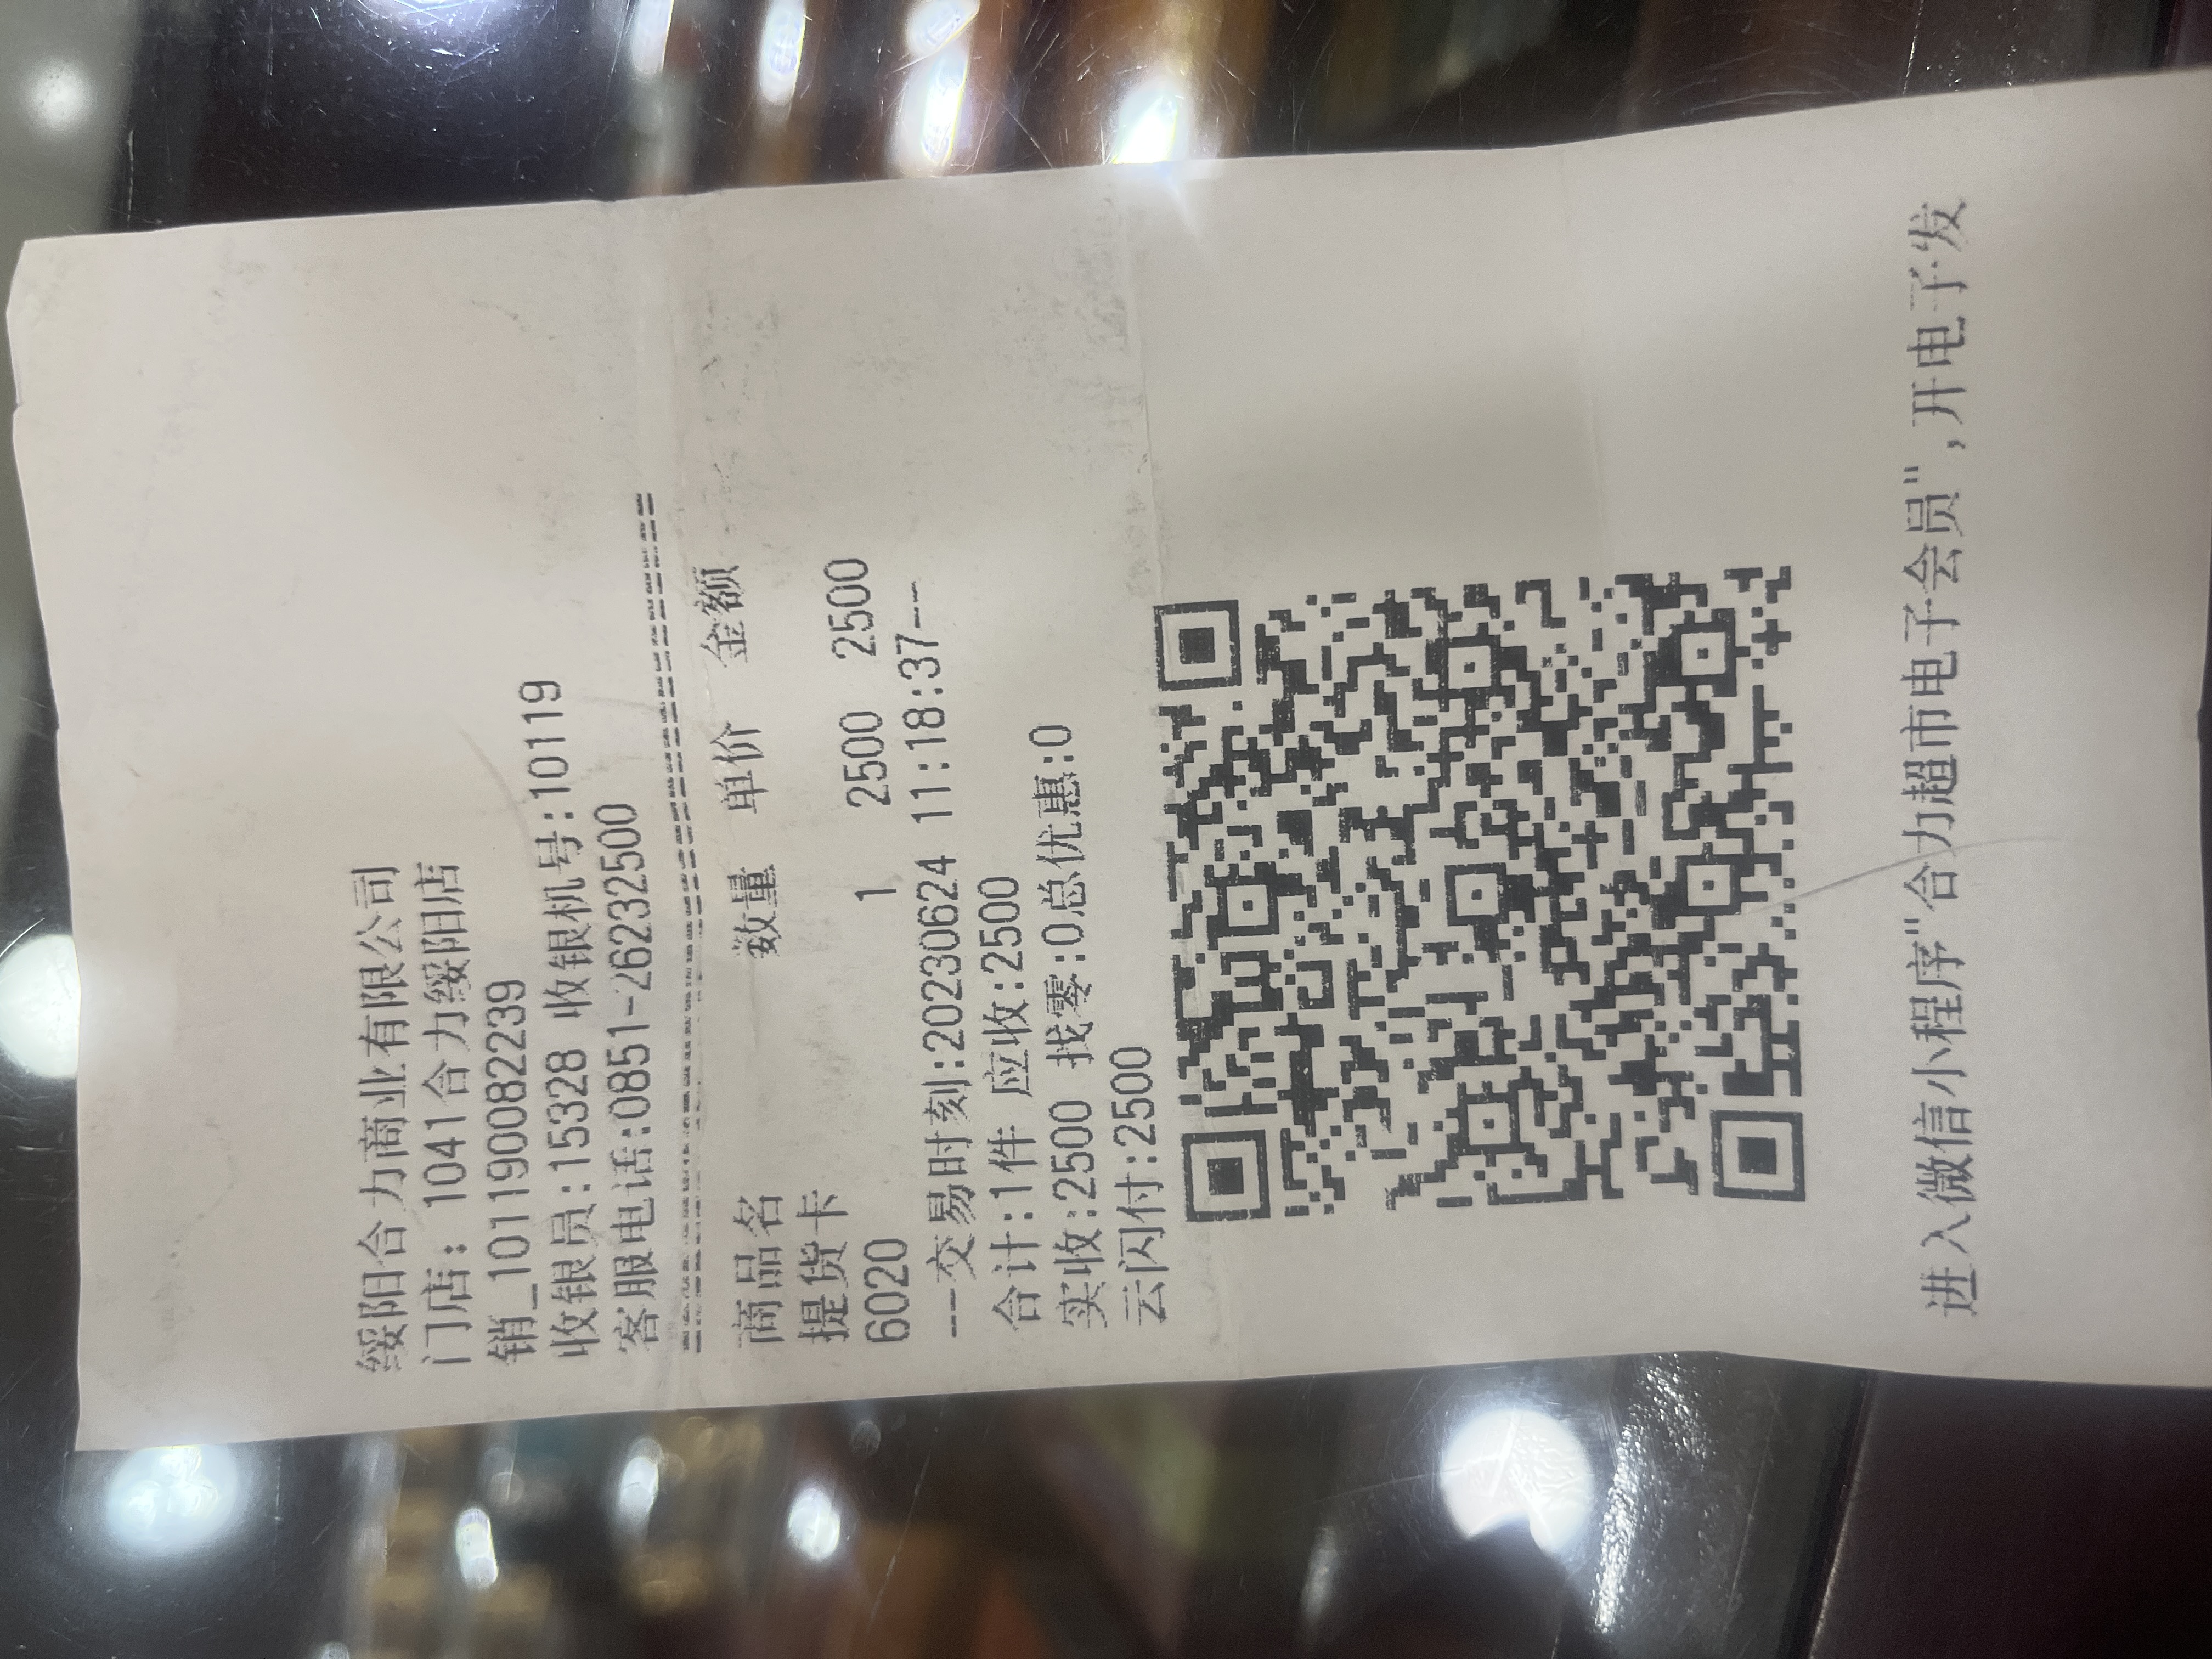 绥阳合力商业有限公司
门店: 1041合力绥阳店
销_101190082239
收银员:15328 收银机号:10119
客服电话:0851-26232500
商品名 数量 单价 金额
提货卡
6020 1 2500 2500
--交易时刻:20230624 11:18:37--
合计:1件 应收:2500
实收:2500 找零:0总优惠:0
云闪付:2500
进入微信小程序"合力超市电子会员",开电子发